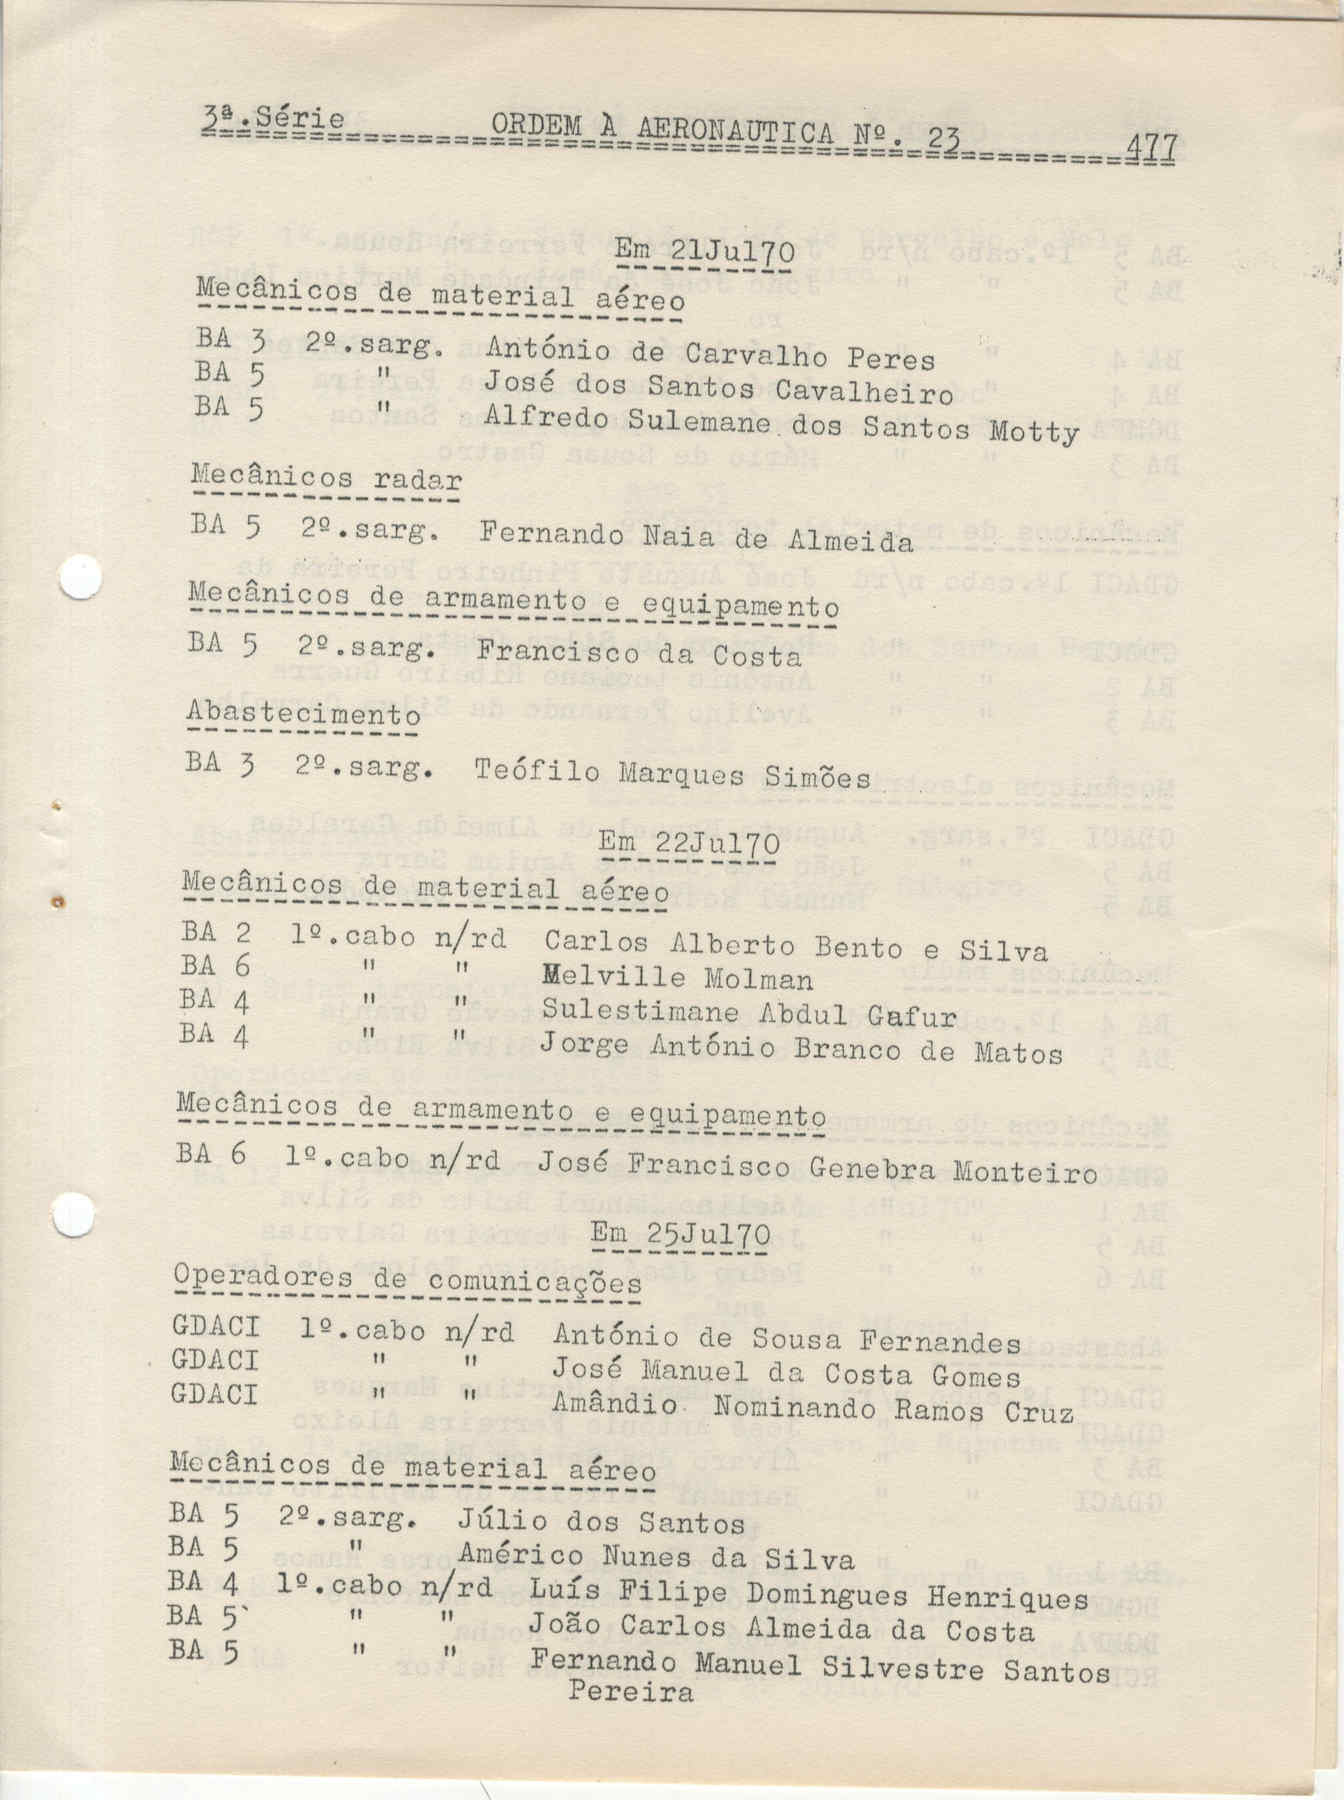 3ª.Série ORDEM À AERONAUTICA Nº. 23 477
Em 21Jul70
Mecânicos de material aéreo
BA 3 2º.sarg. António de Carvalho Peres
BA 5 " José dos Santos Cavalheiro
BA 5 " Alfredo Sulemane dos Santos Motty
Mecânicos radar
BA 5 2º.sarg. Fernando Naia de Almeida
Mecânicos de armamento e equipamento
BA 5 2º.sarg. Francisco da Costa
Abastecimento
BA 3 2º.sarg. Teófilo Marques Simões
Em 22Jul70
Mecânicos de material aéreo
BA 2 1º.cabo n/rd Carlos Alberto Bento e Silva
BA 6 " " Melville Molman
BA 4 " " Sulestimane Abdul Gafur
BA 4 " " Jorge António Branco de Matos
Mecânicos de armamento e equipamento
BA 6 1º.cabo n/rd José Francisco Genebra Monteiro
Em 25Jul70
Operadores de comunicações
GDACI 1º.cabo n/rd António de Sousa Fernandes
GDACI " " José Manuel da Costa Gomes
GDACI " " Amândio Nominando Ramos Cruz
Mecânicos de material aéreo
BA 5 2º.sarg. Júlio dos Santos
BA 5 " Américo Nunes da Silva
BA 4 1º.cabo n/rd Luís Filipe Domingues Henriques
BA 5 " " João Carlos Almeida da Costa
BA 5 " " Fernando Manuel Silvestre Santos
Pereira